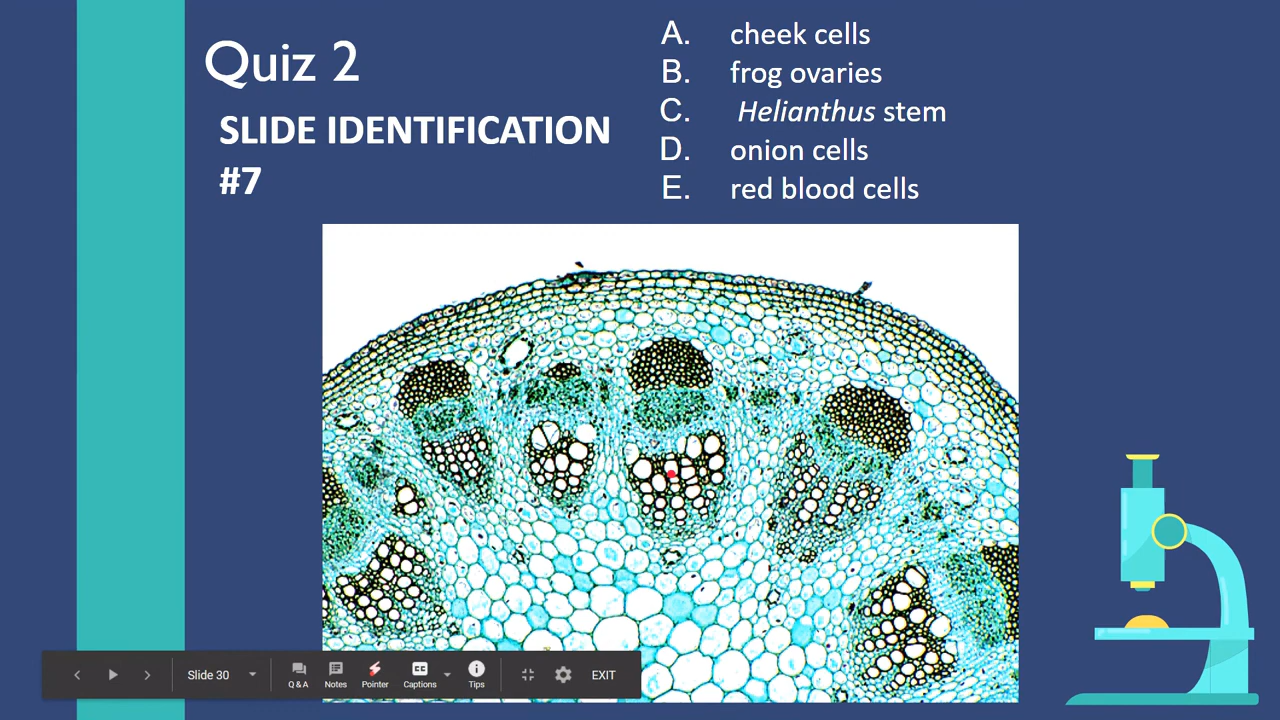 Quiz 2
SLIDE IDENTIFICATION
#7
A. cheek cells
B. frog ovaries
C. Helianthus stem
D. onion cells
E. red blood cells
Slide 30
Q & A
Notes
Pointer
CC
Captions
Tips
EXIT